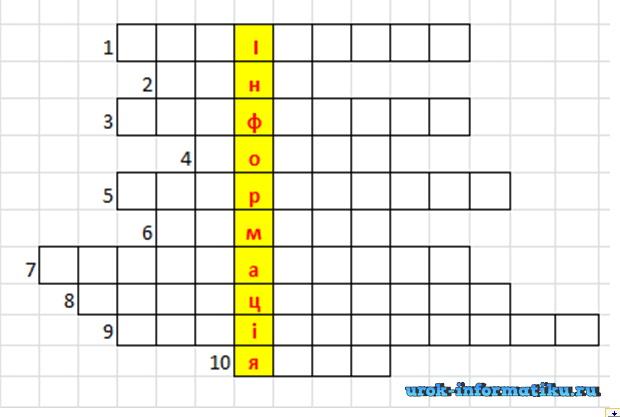 1 І
2 н
3 ф
4 о
5 р
6 м
7 а
8 ц
9 і
10 я
urok-informatiku.ru